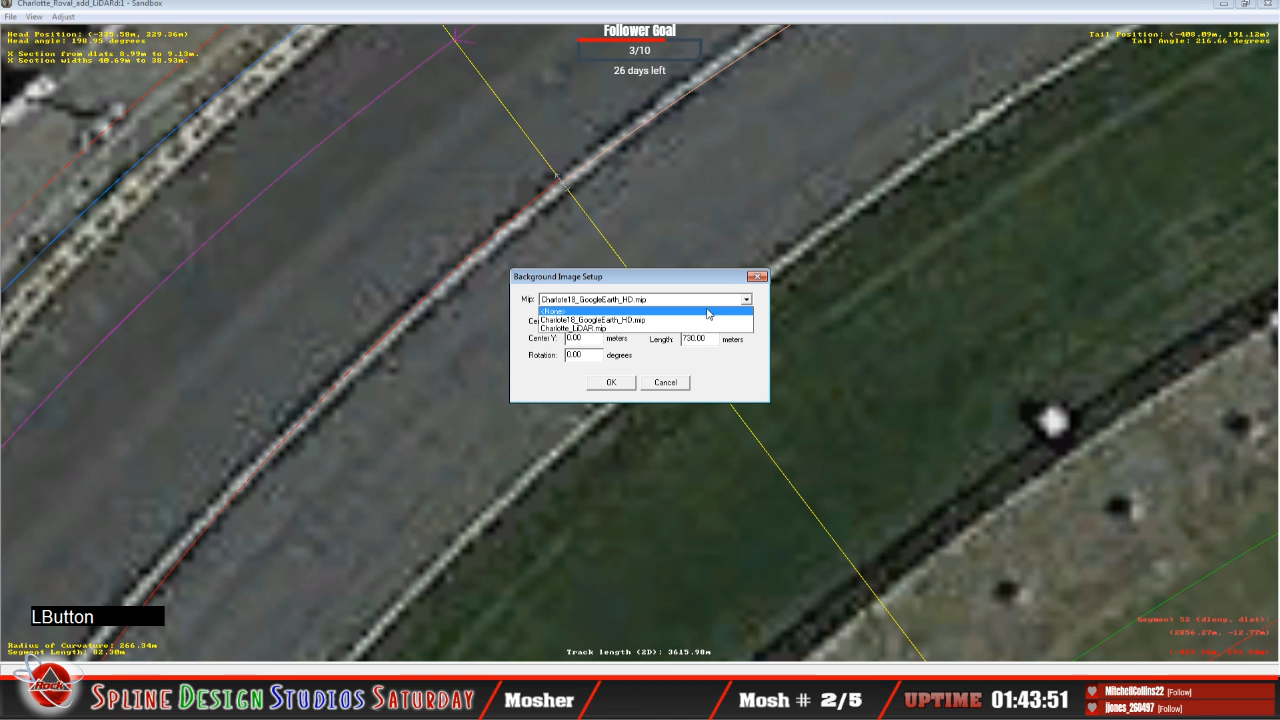 Charlotte_Roval_add_LiDARd:1 - Sandbox
File View Adjust
Head Position: (-335.58m, 229.36m)
Head angle: 198.95 degrees
X Section from dlats 8.99m to 9.13m.
X Section widths 40.69m to 38.93m.
Follower Goal
3/10
26 days left
Tail Position: (-408.09m, 191.12m)
Tail Angle: 216.66 degrees
Background Image Setup
Mip: Charlote18_GoogleEarth_HD.mip
<None>
Charlote18_GoogleEarth_HD.mip
Charlotte_LiDAR.mip
Center Y: 0.00 meters Length: 730.00 meters
Rotation: 0.00 degrees
OK Cancel
LButton
Radius of Curvature: 266.34m
Segment Length: 82.30m
Track length (2D): 3615.98m
Segment 52 (dlong, dlat):
(2856.27m, -12.77m)
Rock
Spline Design Studios Saturday
Mosher
Mosh # 2/5
UPTIME 01:43:51
MitchellCollins22 [Follow]
ljones_260497 [Follow]